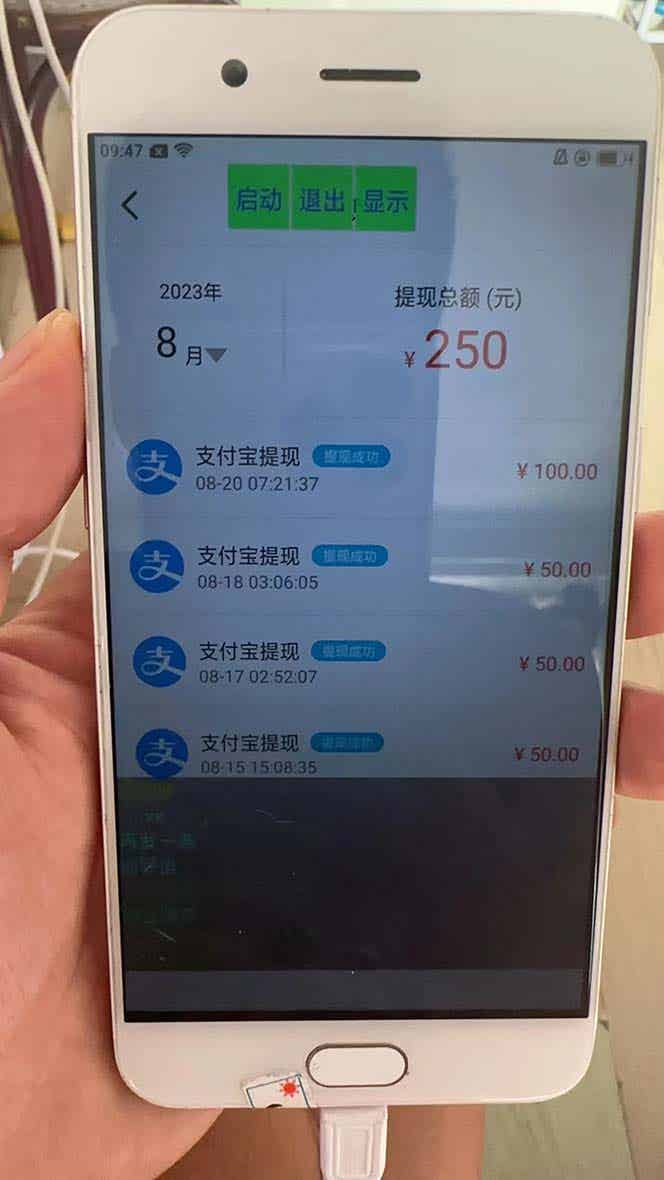 09:47
启动 退出 显示
2023年
8月
提现总额 (元)
¥ 250
支付宝提现 提现成功
08-20 07:21:37
¥ 100.00
支付宝提现 提现成功
08-18 03:06:05
¥ 50.00
支付宝提现 提现成功
08-17 02:52:07
¥ 50.00
支付宝提现 提现成功
08-15 15:08:35
¥ 50.00